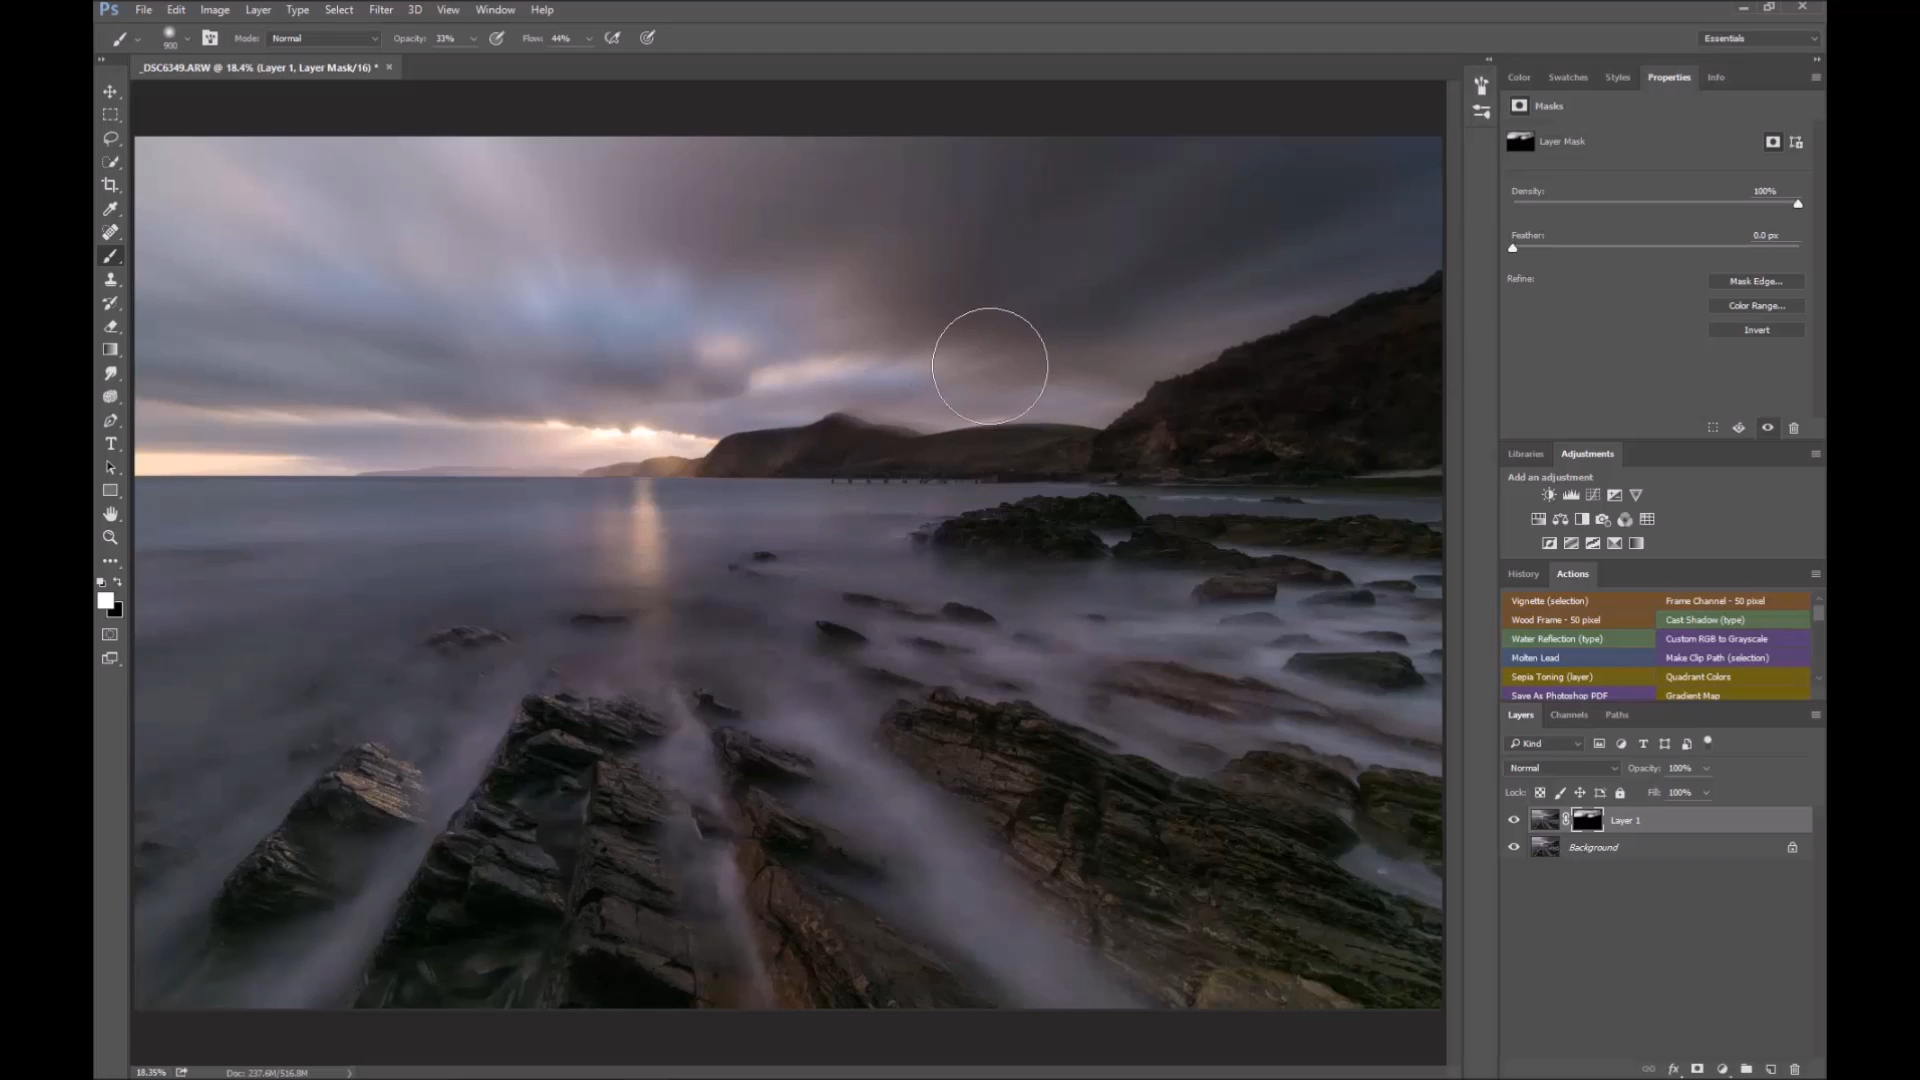 Ps File Edit Image Layer Type Select Filter 3D View Window Help
900 Mode: Normal Opacity: 33% Flow: 44% Essentials
_DSC6349.ARW @ 18.4% (Layer 1, Layer Mask/16) *
Color Swatches Styles Properties Info
Masks
Layer Mask
Density: 100%
Feather: 0.0 px
Refine: Mask Edge...
Color Range...
Invert
Libraries Adjustments
Add an adjustment
History Actions
Vignette (selection) Frame Channel - 50 pixel
Wood Frame - 50 pixel Cast Shadow (type)
Water Reflection (type) Custom RGB to Grayscale
Molten Lead Make Clip Path (selection)
Sepia Toning (layer) Quadrant Colors
Save As Photoshop PDF Gradient Map
Layers Channels Paths
Kind
Normal Opacity: 100%
Lock: Fill: 100%
Layer 1
Background
18.35% Doc: 237.6M/516.8M